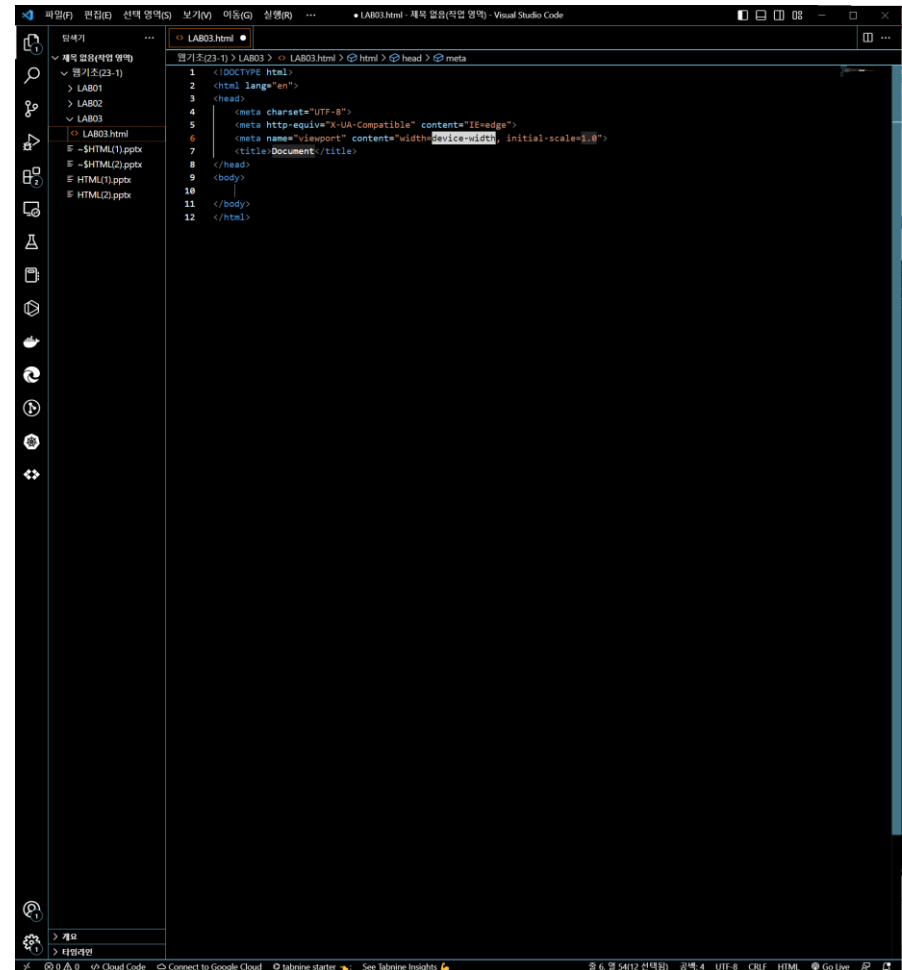 파일(F) 편집(E) 선택 영역(S) 보기(V) 이동(G) 실행(R) ··· ● LAB03.html - 제목 없음(작업 영역) - Visual Studio Code
탐색기 ···
LAB03.html ●
제목 없음(작업 영역)
웹기초(23-1)
LAB01
LAB02
LAB03
LAB03.html
~$HTML(1).pptx
~$HTML(2).pptx
HTML(1).pptx
HTML(2).pptx
웹기초(23-1) > LAB03 > LAB03.html > html > head > meta
1 <!DOCTYPE html>
2 <html lang="en">
3 <head>
4 <meta charset="UTF-8">
5 <meta http-equiv="X-UA-Compatible" content="IE=edge">
6 <meta name="viewport" content="width=device-width, initial-scale=1.0">
7 <title>Document</title>
8 </head>
9 <body>
10
11 </body>
12 </html>
개요
타임라인
0 0 Cloud Code Connect to Google Cloud tabnine starter See Tabnine Insights 줄 6, 열 54(12 선택됨) 공백: 4 UTF-8 CRLF HTML Go Live